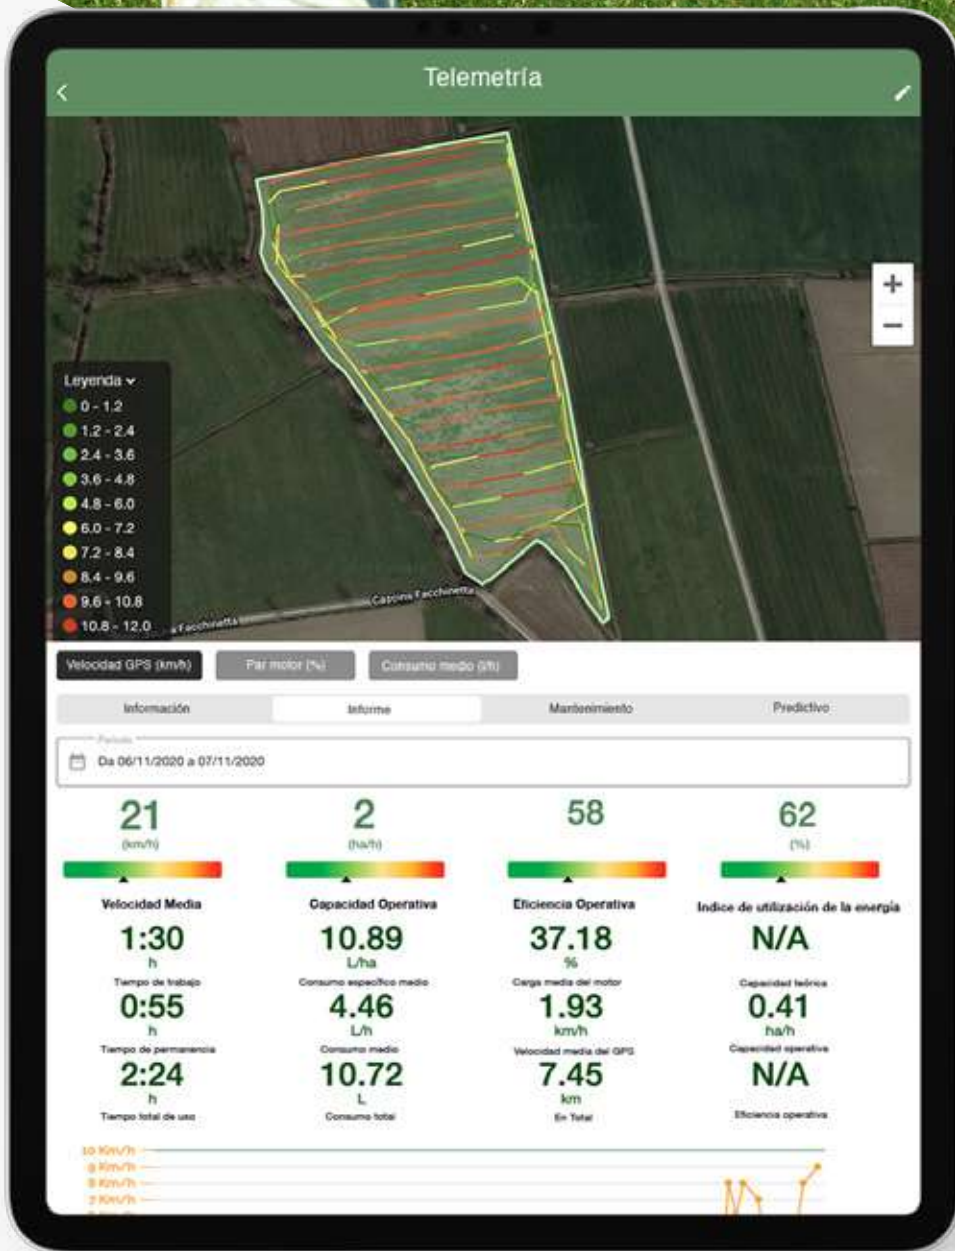 Telemetría
Leyenda
0 - 1.2
1.2 - 2.4
2.4 - 3.6
3.6 - 4.8
4.8 - 6.0
6.0 - 7.2
7.2 - 8.4
8.4 - 9.6
9.6 - 10.8
10.8 - 12.0
Facchinetta
Facchinetta
+
−
Velocidad GPS (km/h) Par motor (%) Consumo medio (l/h)
Información Informe Mantenimiento Predictivo
Periodo
Da 06/11/2020 a 07/11/2020
21 2 58 62
(km/h) (ha/h) (%)
Velocidad Media Capacidad Operativa Eficiencia Operativa Indice de utilización de la energía
1:30 10.89 37.18 N/A
h L/ha %
Tiempo de trabajo Consumo específico medio Carga media del motor Capacidad teórica
0:55 4.46 1.93 0.41
h L/h km/h ha/h
Tiempo de permanencia Consumo medio Velocidad media del GPS Capacidad operativa
2:24 10.72 7.45 N/A
h L km
Tiempo total de uso Consumo total En Total Eficiencia operativa
10 Km/h
9 Km/h
8 Km/h
7 Km/h